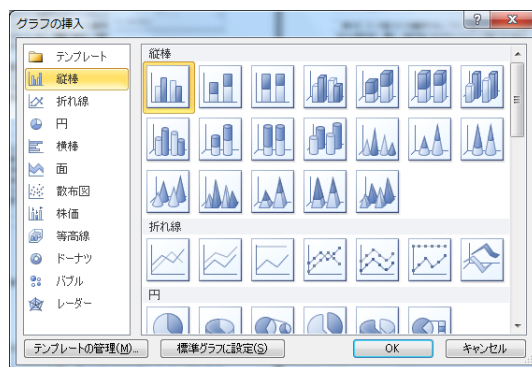 グラフの挿入
テンプレート
縦棒
折れ線
円
横棒
面
散布図
株価
等高線
ドーナツ
バブル
レーダー
縦棒
折れ線
円
テンプレートの管理(M)...
標準グラフに設定(S)
OK
キャンセル